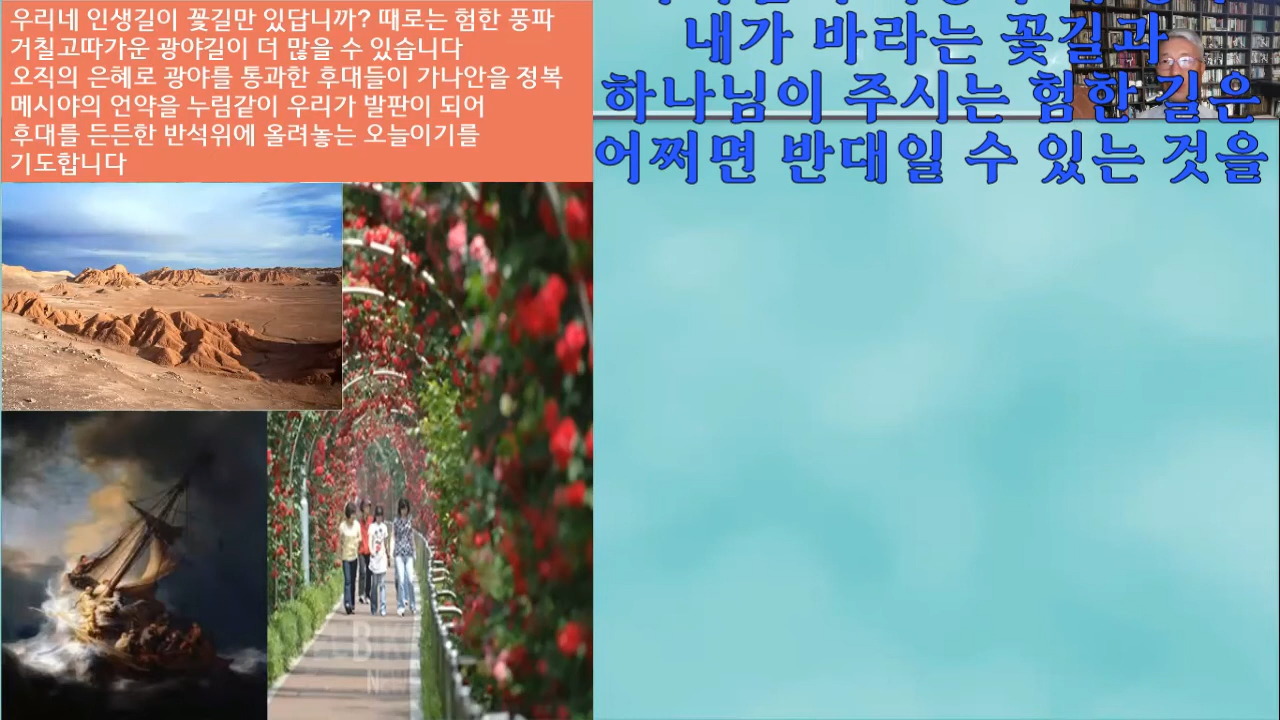 우리네 인생길이 꽃길만 있답니까? 때로는 험한 풍파
거칠고따가운 광야길이 더 많을 수 있습니다
오직의 은혜로 광야를 통과한 후대들이 가나안을 정복
메시야의 언약을 누림같이 우리가 발판이 되어
후대를 든든한 반석위에 올려놓는 오늘이기를
기도합니다
내가 바라는 꽃길과
하나님이 주시는 험한 길은
어쩌면 반대일 수 있는 것을